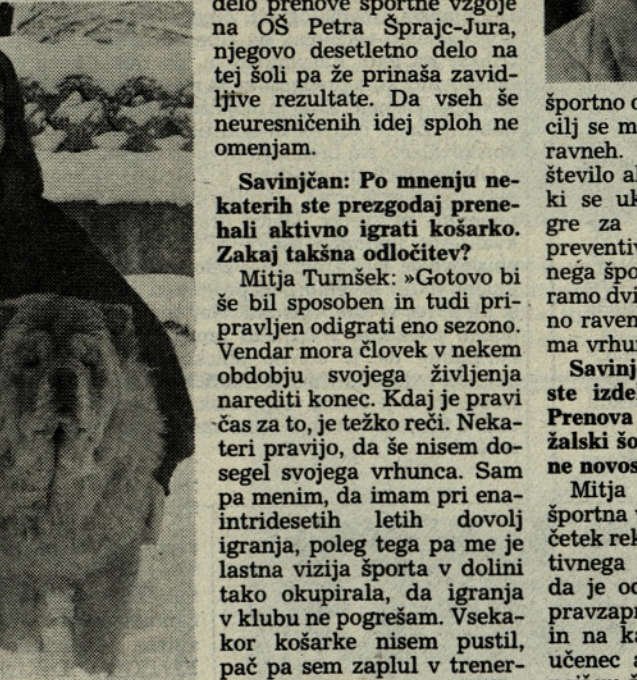 delo prenove športne vzgoje
na OŠ Petra Šprajc-Jura,
njegovo desetletno delo na
tej šoli pa že prinaša zavid-
ljive rezultate. Da vseh še
neuresničenih idej sploh ne
omenjam.
Savinjčan: Po mnenju ne-
katerih ste prezgodaj prene-
hali aktivno igrati košarko.
Zakaj takšna odločitev?
Mitja Turnšek: »Gotovo bi
še bil sposoben in tudi pri-
pravljen odigrati eno sezono.
Vendar mora človek v nekem
obdobju svojega življenja
narediti konec. Kdaj je pravi
čas za to, je težko reči. Neka-
teri pravijo, da še nisem do-
segel svojega vrhunca. Sam
pa menim, da imam pri ena-
intridesetih letih dovolj
igranja, poleg tega pa me je
lastna vizija športa v dolini
tako okupirala, da igranja
v klubu ne pogrešam. Vseka-
kor košarke nisem pustil,
pač pa sem zaplul v trener-
športno
cilj se
ravneh.
število
ki se
gre za
preventiv
nega špo
ramo dvi
no raven
ma vrhu
Savinj
ste izde
Prenova
žalski šo
ne novos
Mitja
športna
četek rek
tivnega
da je
pravzapr
in na
učenec